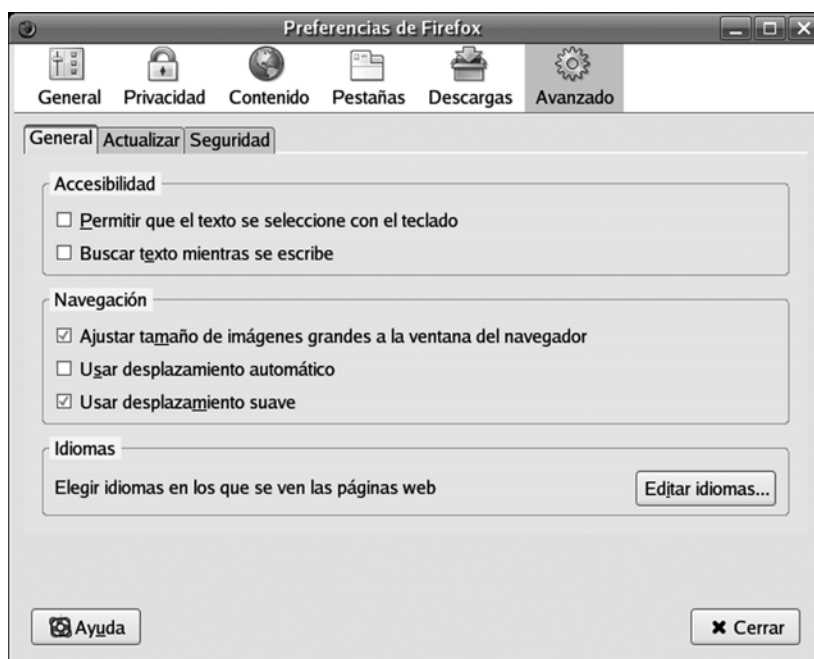 Preferencias de Firefox
General Privacidad Contenido Pestañas Descargas Avanzado
General Actualizar Seguridad
Accesibilidad
Permitir que el texto se seleccione con el teclado
Buscar texto mientras se escribe
Navegación
Ajustar tamaño de imágenes grandes a la ventana del navegador
Usar desplazamiento automático
Usar desplazamiento suave
Idiomas
Elegir idiomas en los que se ven las páginas web
Editar idiomas...
Ayuda
Cerrar